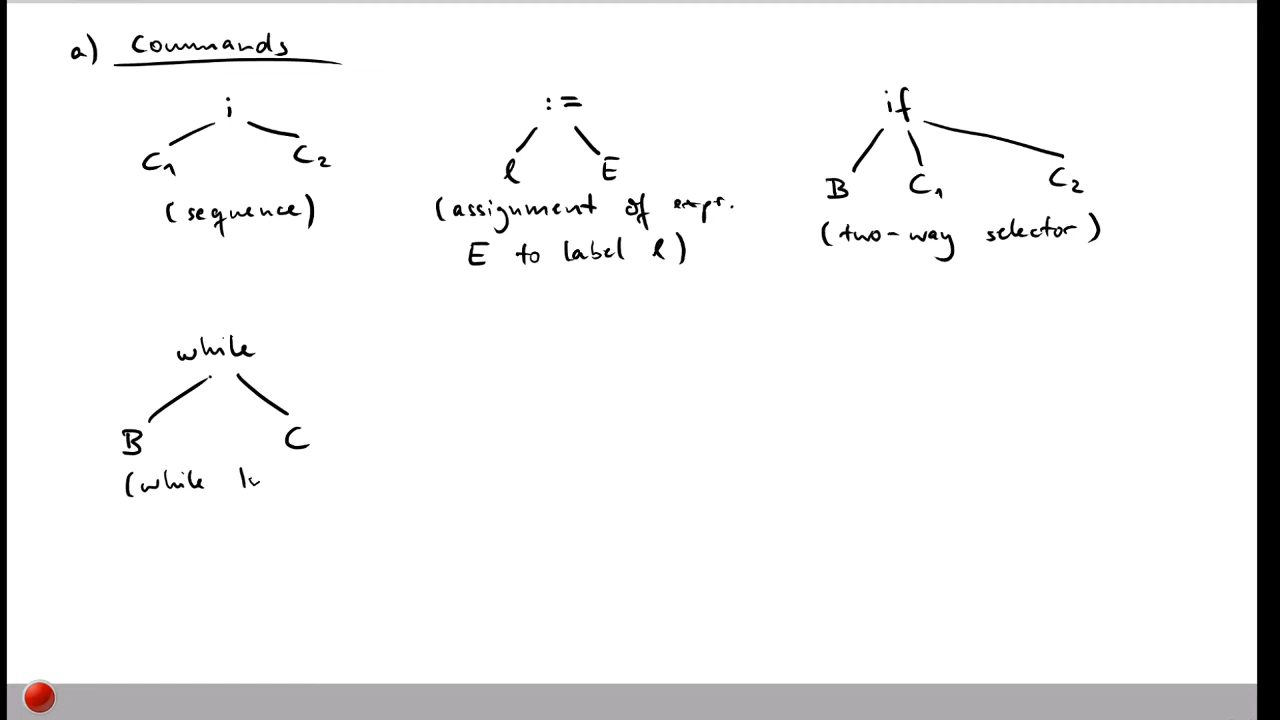 a) Commands
;
C₁ C₂
(sequence)
:=
l E
(assignment of expr.
E to label l)
if
B C₁ C₂
(two-way selector)
while
B C
(while